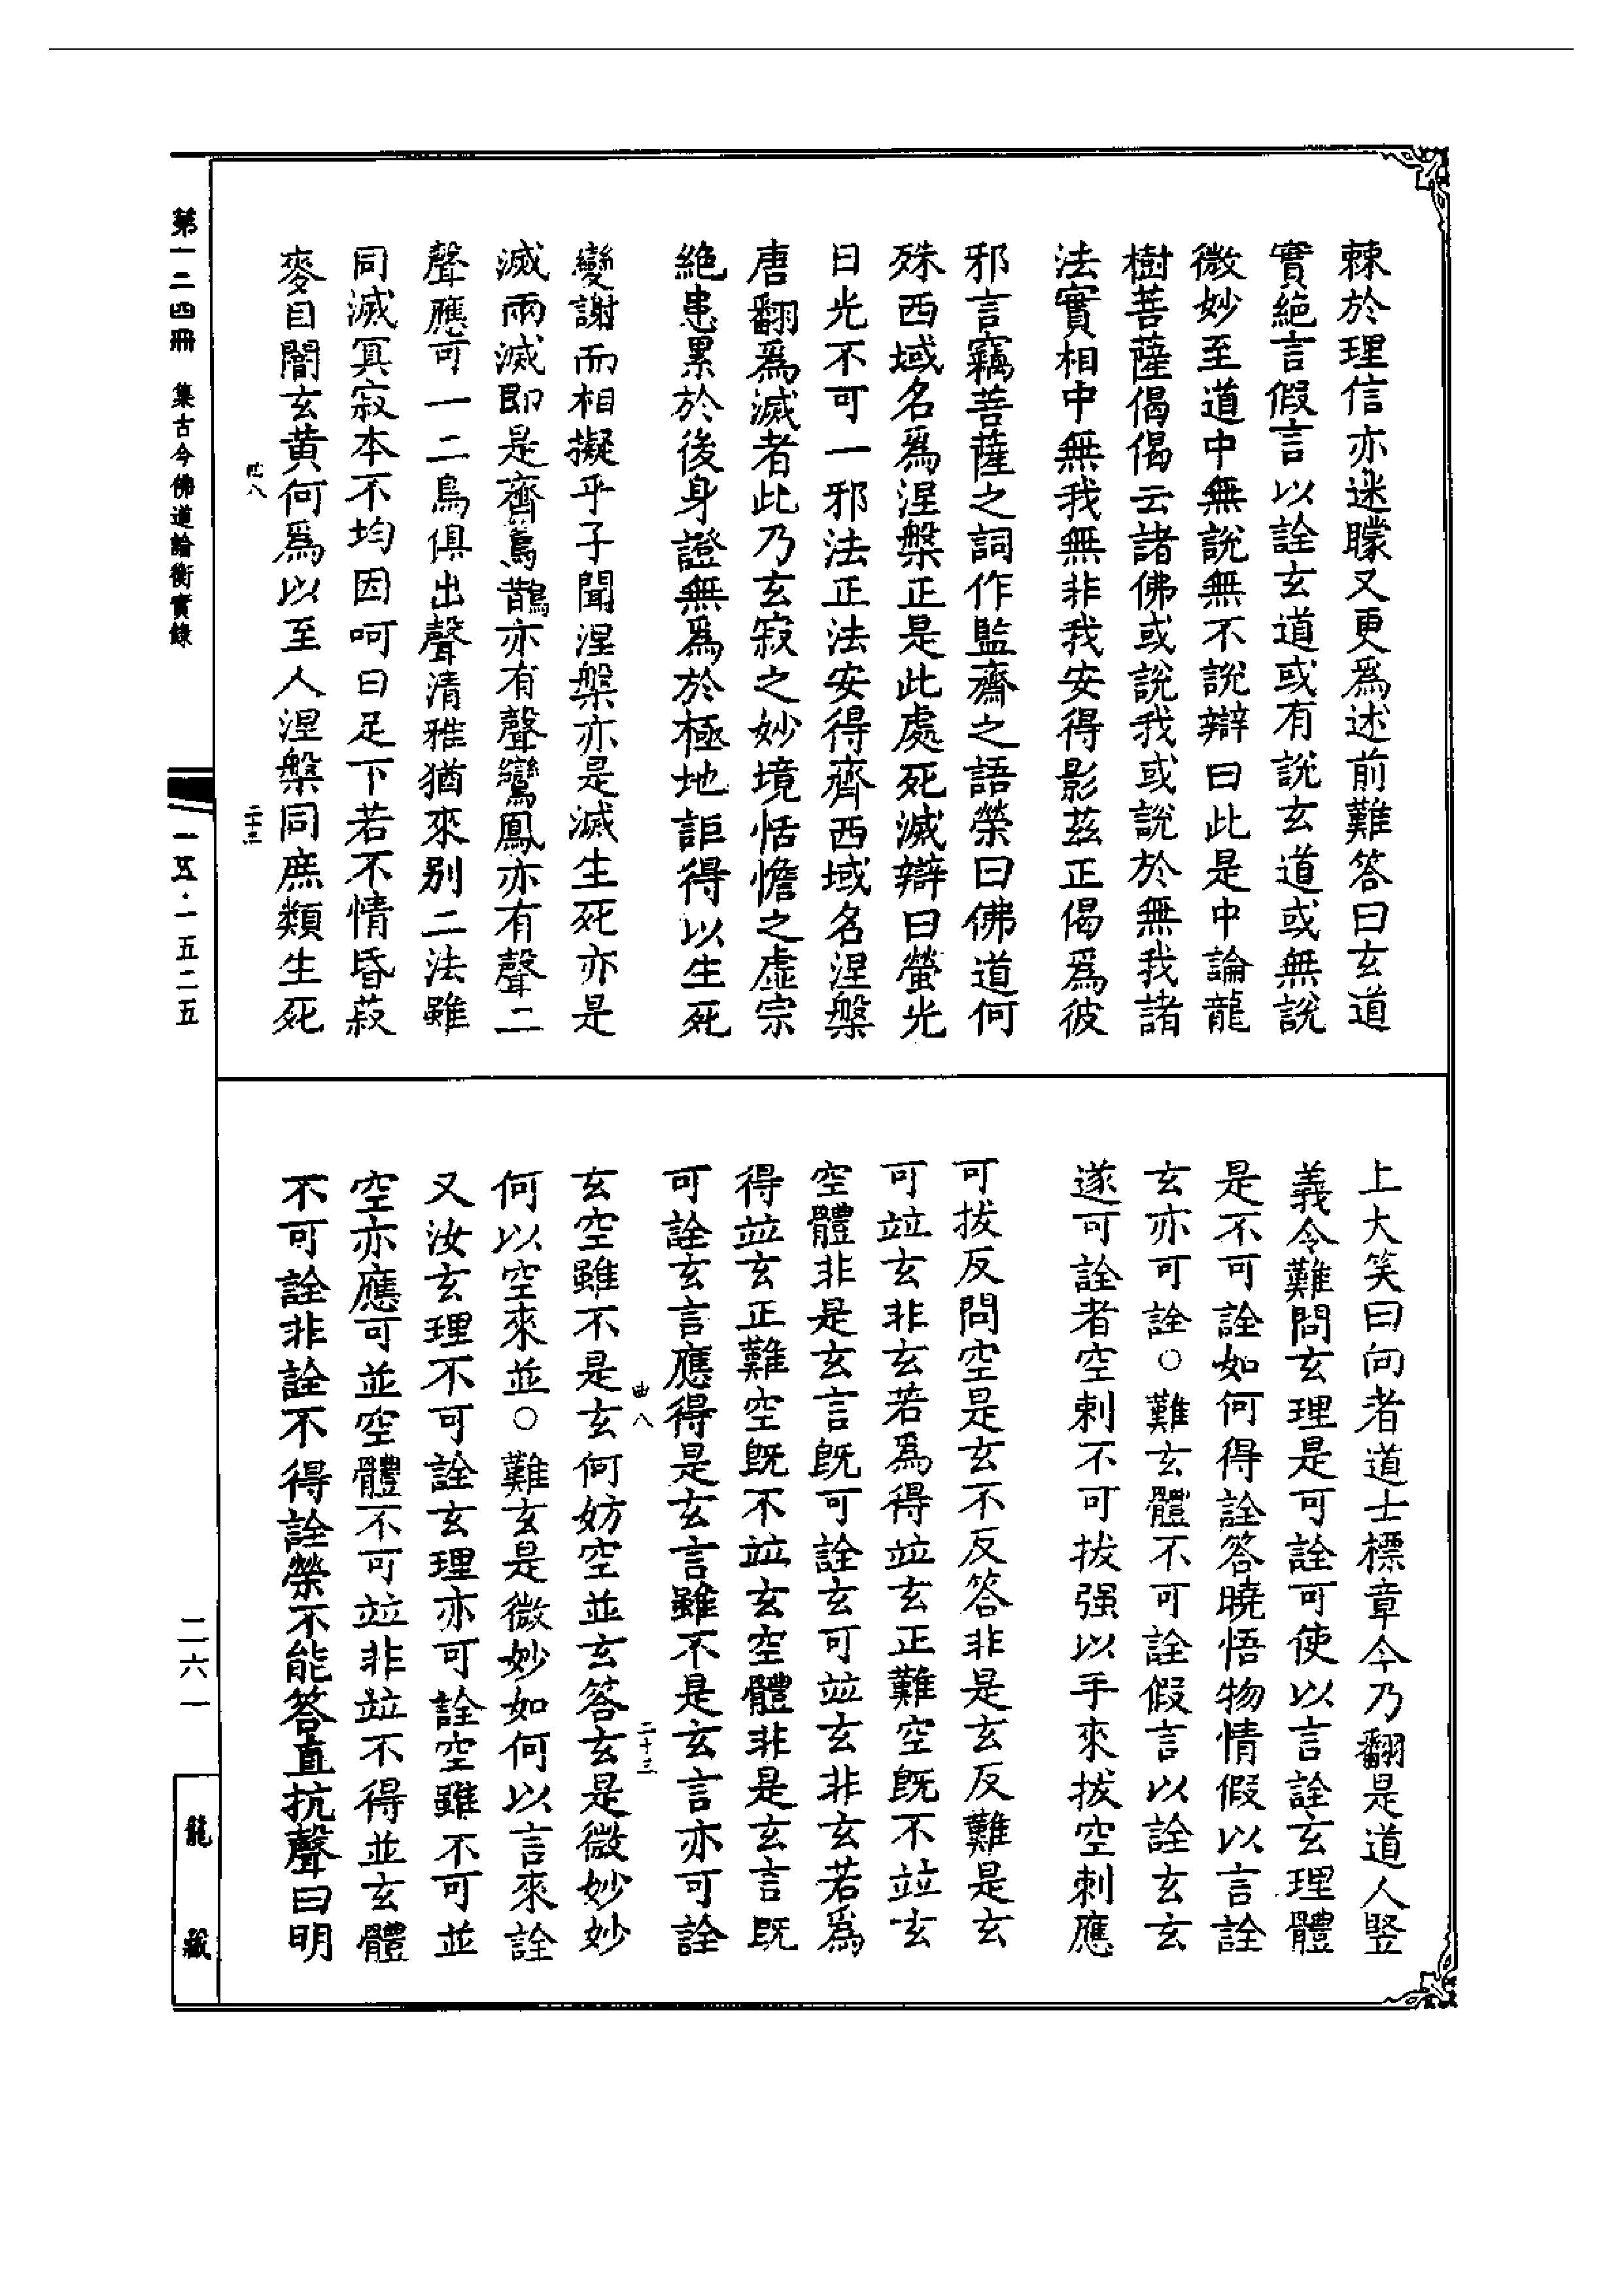 棘於理信亦迷矇又更爲述前難答曰玄道
實絕言假言以詮玄道或有說玄道或無說
微妙至道中無說無不說辯曰此是中論龍
樹菩薩偈偈云諸佛或說我或說於無我諸
法實相中無我無非我安得影茲正偈爲彼
邪言竊菩薩之詞作監齋之語榮曰佛道何
殊西域名爲涅槃正是此處死滅辯曰螢光
日光不可一邪法正法安得齊西域名涅槃
唐翻爲滅者此乃玄寂之妙境恬憺之虛宗
絕患累於後身證無爲於極地詎得以生死
變謝而相擬乎子聞涅槃亦是滅生死亦是
滅兩滅即是齊鳥鵲亦有聲鸞鳳亦有聲二
聲應可一二鳥俱出聲清雅猶來別二法雖
同滅冥寂本不均因呵曰足下若不情昏菽
麥目闇玄黃何爲以至人涅槃同庶類生死
上大笑曰向者道士標章今乃翻是道人豎
義令難問玄理是可詮可使以言詮玄理體
是不可詮如何得詮答曉悟物情假以言詮
玄亦可詮○難玄體不可詮假言以詮玄玄
遂可詮者空刺不可拔强以手來拔空刺應
可拔反問空是玄不反答非是玄反難是玄
可竝玄非玄若爲得竝玄正難空既不竝玄
空體非是玄言既可詮玄可竝玄非玄若爲
得竝玄正難空既不竝玄空體非是玄言既
可詮玄言應得是玄言雖不是玄言亦可詮
玄空雖不是玄何妨空並玄答玄是微妙妙
何以空來並○難玄是微妙如何以言來詮
又汝玄理不可詮玄理亦可詮空雖不可並
空亦應可並空體不可竝非竝不得並玄體
不可詮非詮不得詮榮不能答直抗聲曰明
曲八
二十三
第一二四冊 集古今佛道論衡實錄
一五·一五二五
二六一
龍藏